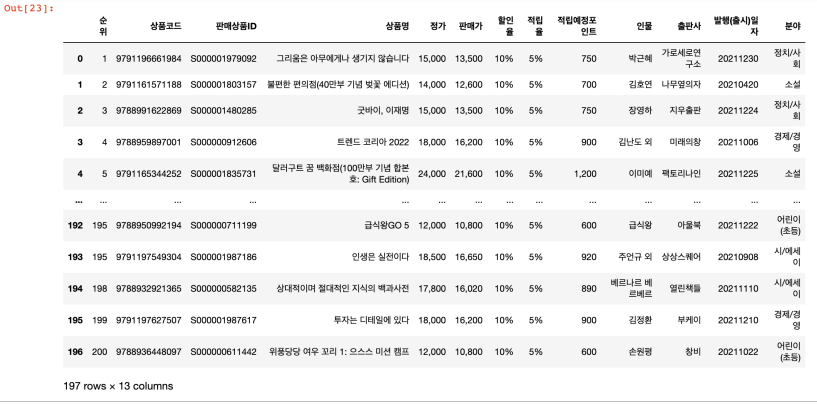 Out[23]:
순위 상품코드 판매상품ID 상품명 정가 판매가 할인율 적립율 적립예정포인트 인물 출판사 발행(출시)일자 분야
0 1 9791196661984 S000001979092 그리움은 아무에게나 생기지 않습니다 15,000 13,500 10% 5% 750 박근혜 가로세로연구소 20211230 정치/사회
1 2 9791161571188 S000001803157 불편한 편의점(40만부 기념 벚꽃 에디션) 14,000 12,600 10% 5% 700 김호연 나무옆의자 20210420 소설
2 3 9788991622869 S000001480285 굿바이, 이재명 15,000 13,500 10% 5% 750 장영하 지우출판 20211224 정치/사회
3 4 9788959897001 S000000912606 트렌드 코리아 2022 18,000 16,200 10% 5% 900 김난도 외 미래의창 20211006 경제/경영
4 5 9791165344252 S000001835731 달러구트 꿈 백화점(100만부 기념 합본호: Gift Edition) 24,000 21,600 10% 5% 1,200 이미예 팩토리나인 20211225 소설
... ... ... ... ... ... ... ... ... ... ... ... ... ...
192 195 9788950992194 S000000711199 급식왕GO 5 12,000 10,800 10% 5% 600 급식왕 아울북 20211222 어린이(초등)
193 195 9791197549304 S000001987186 인생은 실전이다 18,500 16,650 10% 5% 920 주언규 외 상상스퀘어 20210908 시/에세이
194 198 9788932921365 S000000582135 상대적이며 절대적인 지식의 백과사전 17,800 16,020 10% 5% 890 베르나르 베르베르 열린책들 20211110 시/에세이
195 199 9791197627507 S000001987617 투자는 디테일에 있다 18,000 16,200 10% 5% 900 김정환 부케이 20211210 경제/경영
196 200 9788936448097 S000000611442 위풍당당 여우 꼬리 1: 으스스 미션 캠프 12,000 10,800 10% 5% 600 손원평 창비 20211022 어린이(초등)
197 rows × 13 columns